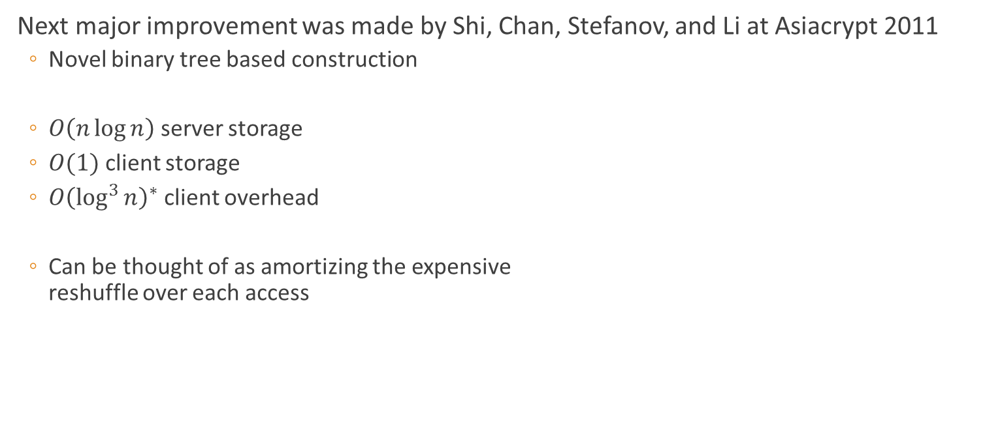 Next major improvement was made by Shi, Chan, Stefanov, and Li at Asiacrypt 2011
◦ Novel binary tree based construction
◦ O(n log n) server storage
◦ O(1) client storage
◦ O(log³ n)* client overhead
◦ Can be thought of as amortizing the expensive
reshuffle over each access